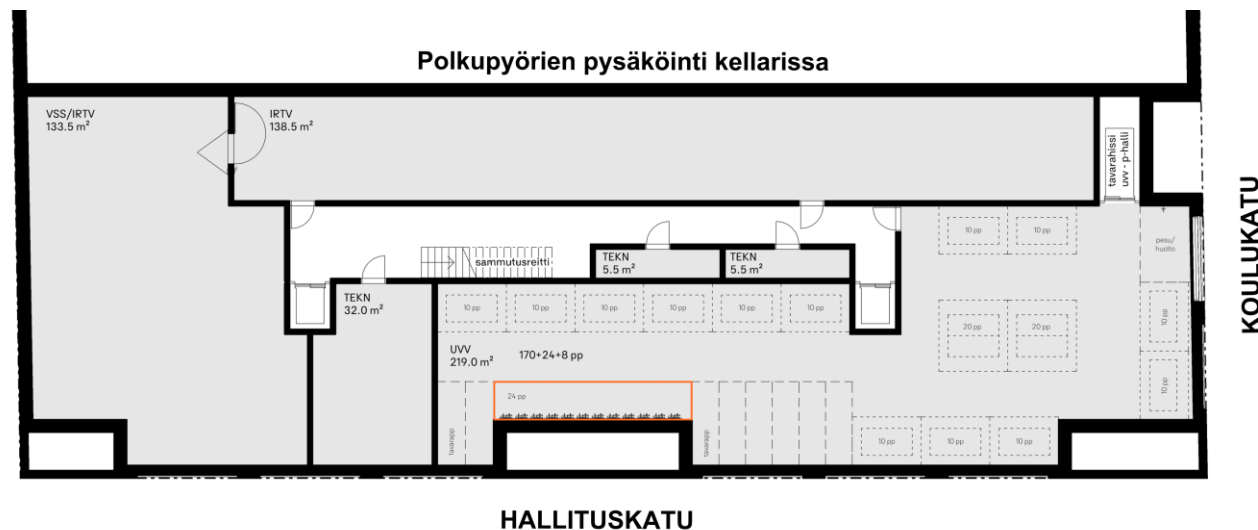 Polkupyörien pysäköinti kellarissa
VSS/IRTV
133.5 m²
IRTV
138.5 m²
tavarahissi
uvv - p-halli
KOULUKATU
10 pp
10 pp
pesu/
huolto
sammutusreitti
TEKN
5.5 m²
TEKN
5.5 m²
TEKN
32.0 m²
10 pp
10 pp
10 pp
10 pp
10 pp
10 pp
20 pp
20 pp
10 pp
10 pp
UVV
219.0 m²
170+24+8 pp
24 pp
tavarapp
tavarapp
10 pp
10 pp
10 pp
HALLITUSKATU